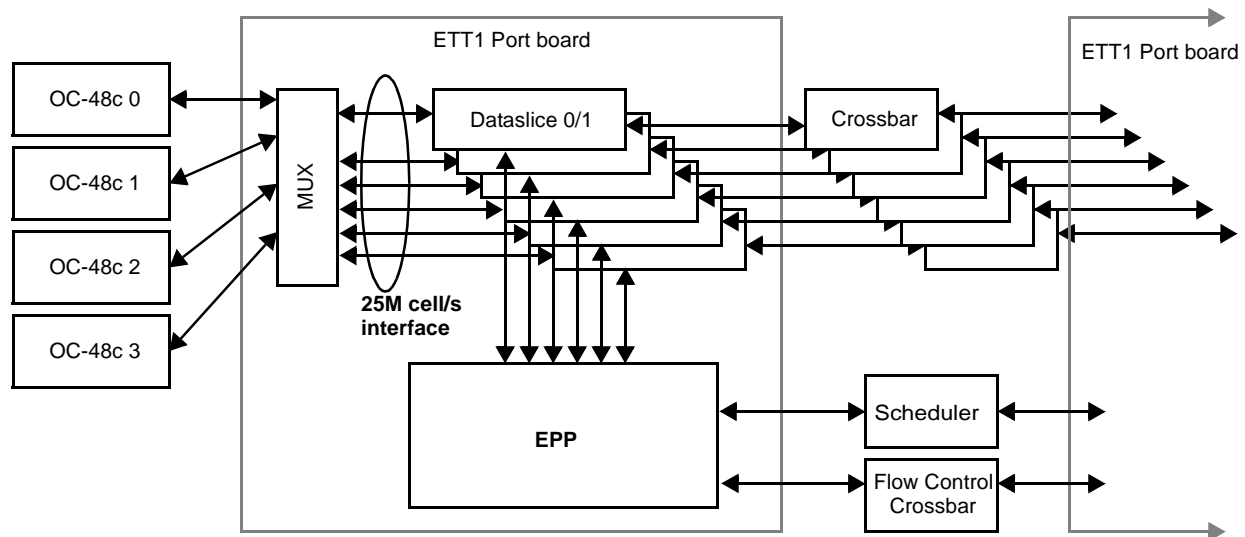 ETT1 Port board
ETT1 Port board
OC-48c 0
Dataslice 0/1
Crossbar
OC-48c 1
MUX
OC-48c 2
25M cell/s
interface
OC-48c 3
EPP
Scheduler
Flow Control
Crossbar